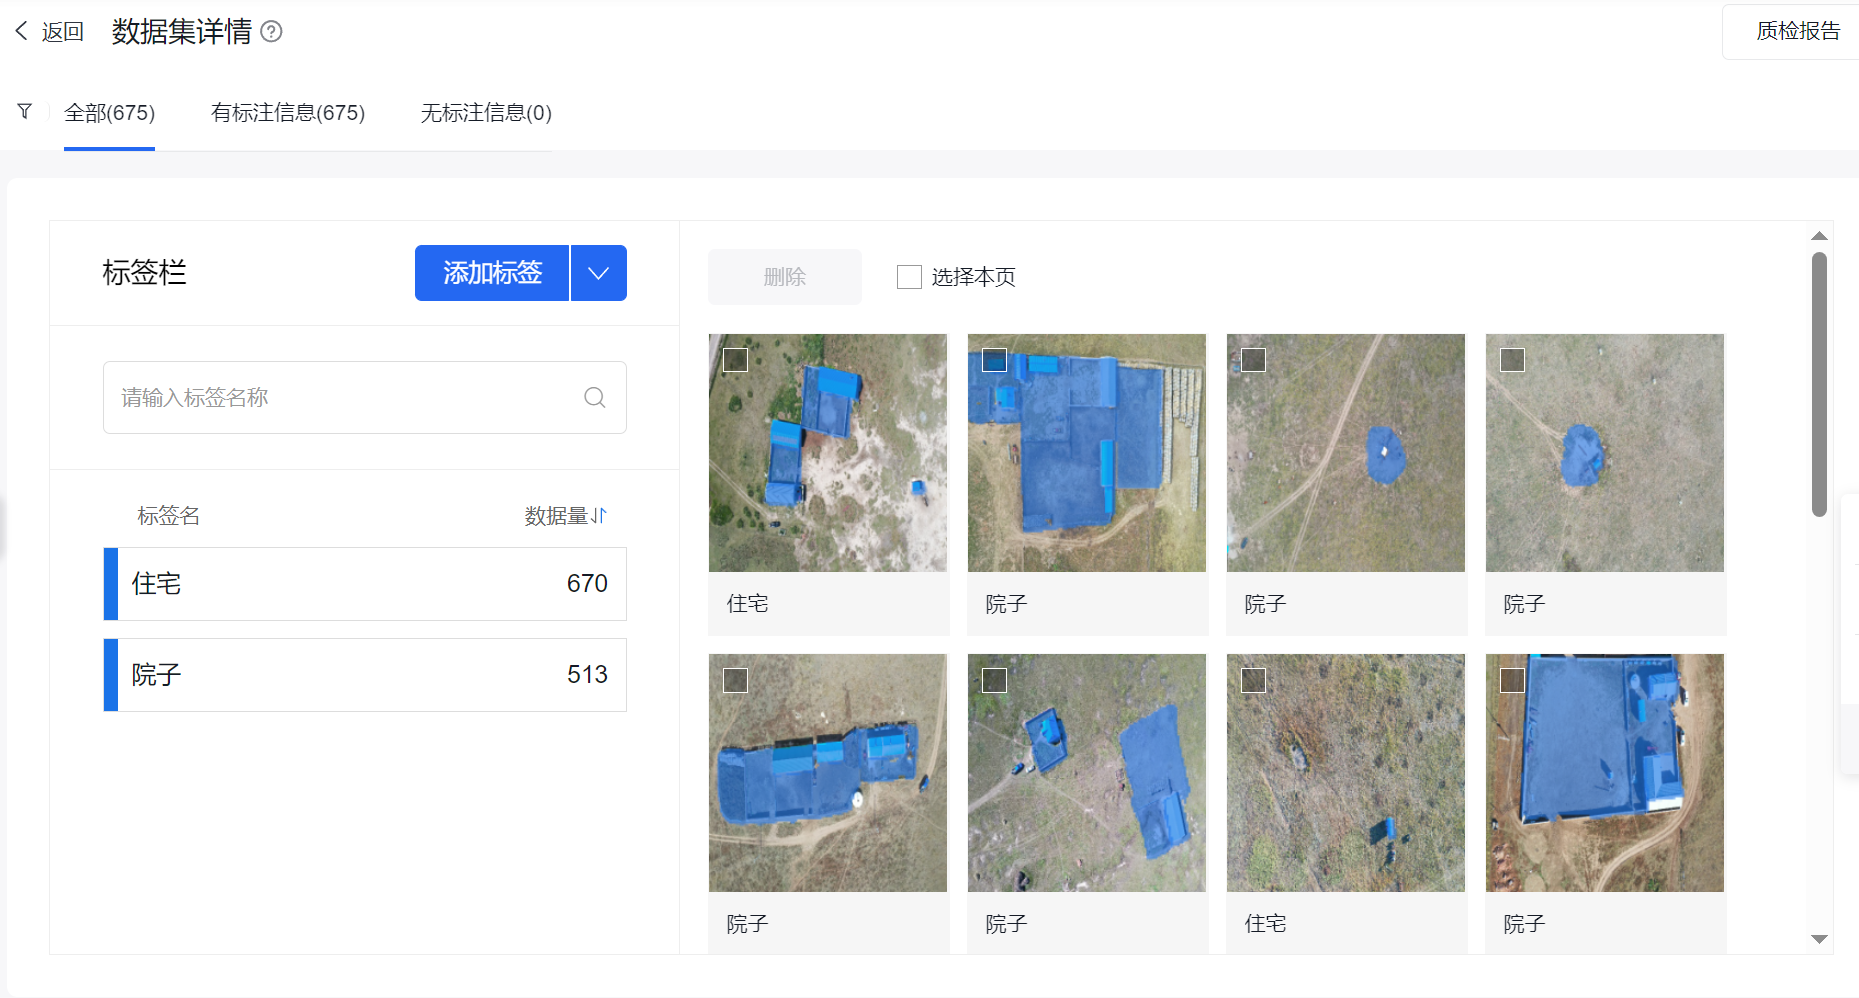 返回 数据集详情 ? 质检报告
全部(675) 有标注信息(675) 无标注信息(0)
标签栏 添加标签 删除 选择本页
请输入标签名称
标签名 数据量
住宅 670
院子 513
住宅 院子 院子 院子
院子 院子 住宅 院子